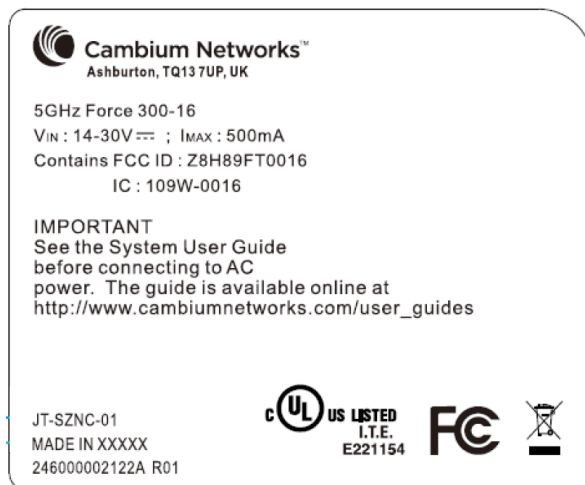 Cambium Networks™
Ashburton, TQ13 7UP, UK
5GHz Force 300-16
VIN : 14-30V⎓ ; IMAX : 500mA
Contains FCC ID : Z8H89FT0016
IC : 109W-0016
IMPORTANT
See the System User Guide
before connecting to AC
power. The guide is available online at
http://www.cambiumnetworks.com/user_guides
JT-SZNC-01
MADE IN XXXXX
246000002122A R01
C UL US LISTED
I.T.E.
E221154
FC